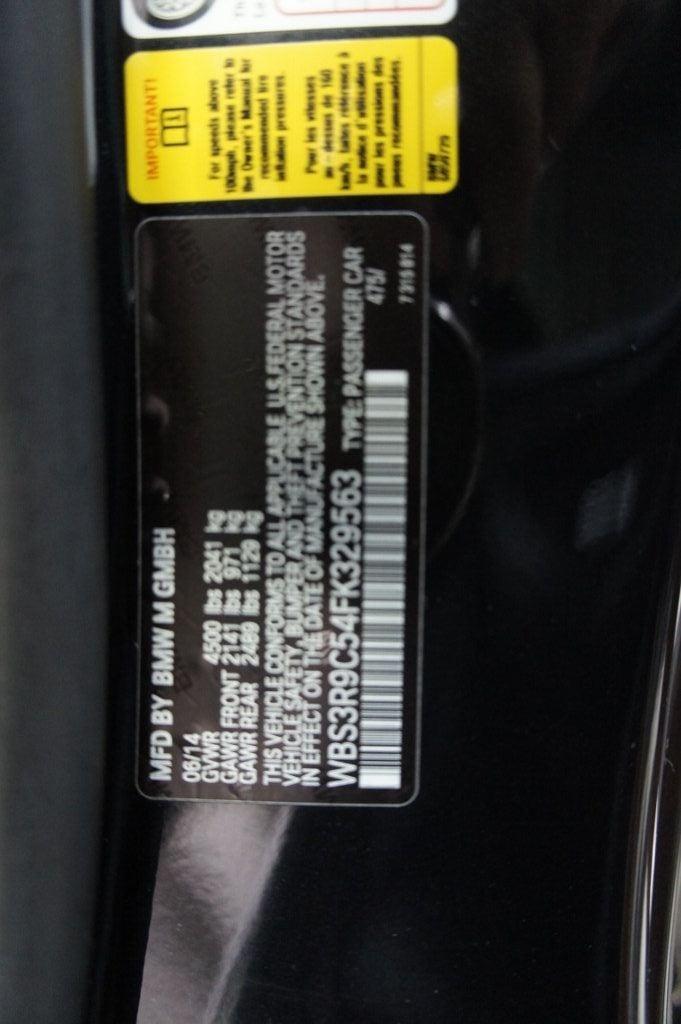 IMPORTANT!
For speeds above
100mph, please refer to
the Owner's Manual for
recommended tire
inflation pressures.
Pour les vitesses
au dessus de 160
km/h, faites référence à
la notice d'utilisation
pour les pressions des
pneus recommandées.
MFD BY BMW M GMBH
06/14
GVWR 4500 lbs 2041 kg
GAWR FRONT 2141 lbs 971 kg
GAWR REAR 2489 lbs 1129 kg
THIS VEHICLE CONFORMS TO ALL APPLICABLE U.S. FEDERAL MOTOR
VEHICLE SAFETY, BUMPER AND THEFT PREVENTION STANDARDS
IN EFFECT ON THE DATE OF MANUFACTURE SHOWN ABOVE.
WBS3R9C54FK329563 TYPE: PASSENGER CAR
475/